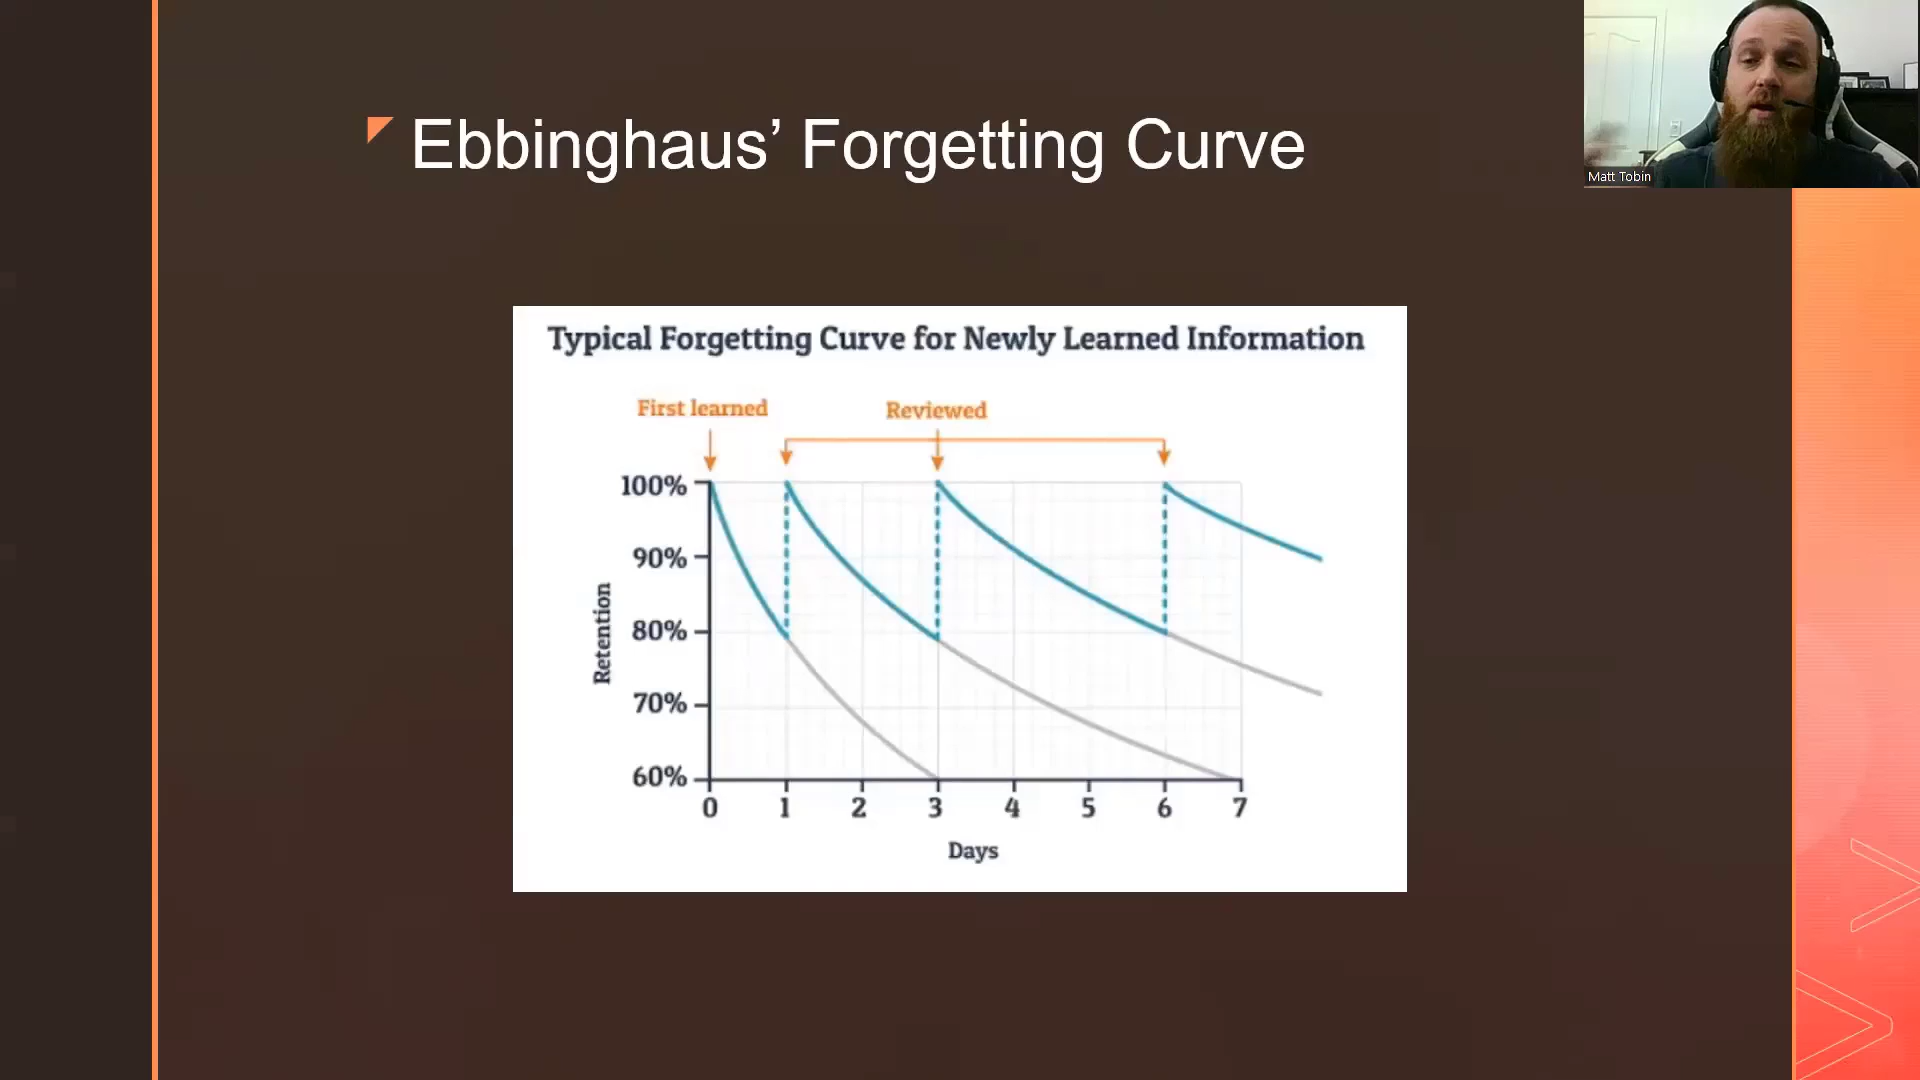 Ebbinghaus’ Forgetting Curve
Matt Tobin
Typical Forgetting Curve for Newly Learned Information
First learned
Reviewed
100%
90%
80%
70%
60%
Retention
0 1 2 3 4 5 6 7
Days